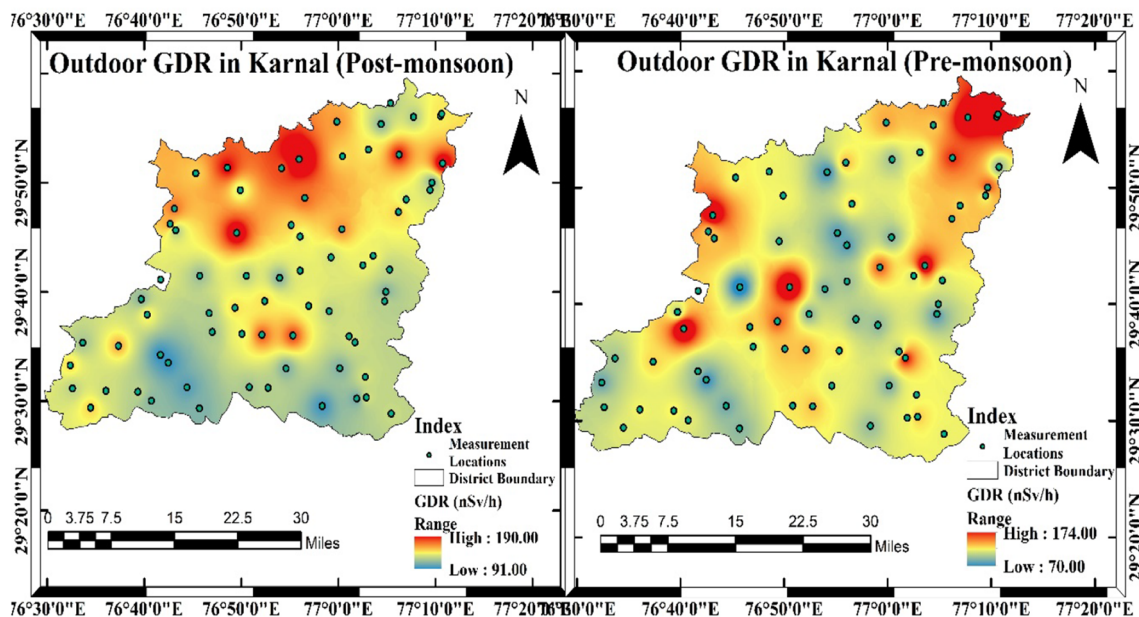 76°30'0"E 76°40'0"E 76°50'0"E 77°0'0"E 77°10'0"E
Outdoor GDR in Karnal (Post-monsoon)
N
29°50'0"N
29°40'0"N
29°30'0"N
29°20'0"N
Index
Measurement
Locations
District Boundary
GDR (nSv/h)
Range
High : 190.00
Low : 91.00
0 3.75 7.5 15 22.5 30
Miles
76°30'0"E 76°40'0"E 76°50'0"E 77°0'0"E 77°10'0"E
76°30'0"E 76°40'0"E 76°50'0"E 77°0'0"E 77°10'0"E 77°20'0"E
Outdoor GDR in Karnal (Pre-monsoon)
N
29°50'0"N
29°40'0"N
29°30'0"N
29°20'0"N
Index
Measurement
Locations
District Boundary
GDR (nSv/h)
Range
High : 174.00
Low : 70.00
0 3.75 7.5 15 22.5 30
Miles
76°40'0"E 76°50'0"E 77°0'0"E 77°10'0"E 77°20'0"E